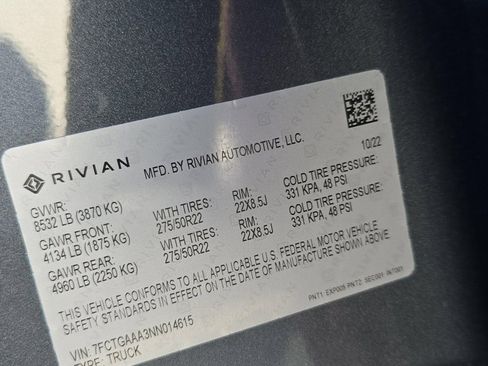 RIVIAN
MFD. BY RIVIAN AUTOMOTIVE, LLC.
10/22
GVWR:
8532 LB (3870 KG)
GAWR FRONT: WITH TIRES: RIM: COLD TIRE PRESSURE:
4134 LB (1875 KG) 275/50R22 22X8.5J 331 KPA, 48 PSI
GAWR REAR: WITH TIRES: RIM: COLD TIRE PRESSURE:
4960 LB (2250 KG) 275/50R22 22X8.5J 331 KPA, 48 PSI
THIS VEHICLE CONFORMS TO ALL APPLICABLE U.S. FEDERAL MOTOR VEHICLE
SAFETY STANDARDS IN EFFECT ON THE DATE OF MANUFACTURE SHOWN ABOVE
VIN: 7FCTGAAA3NN014615
TYPE: TRUCK